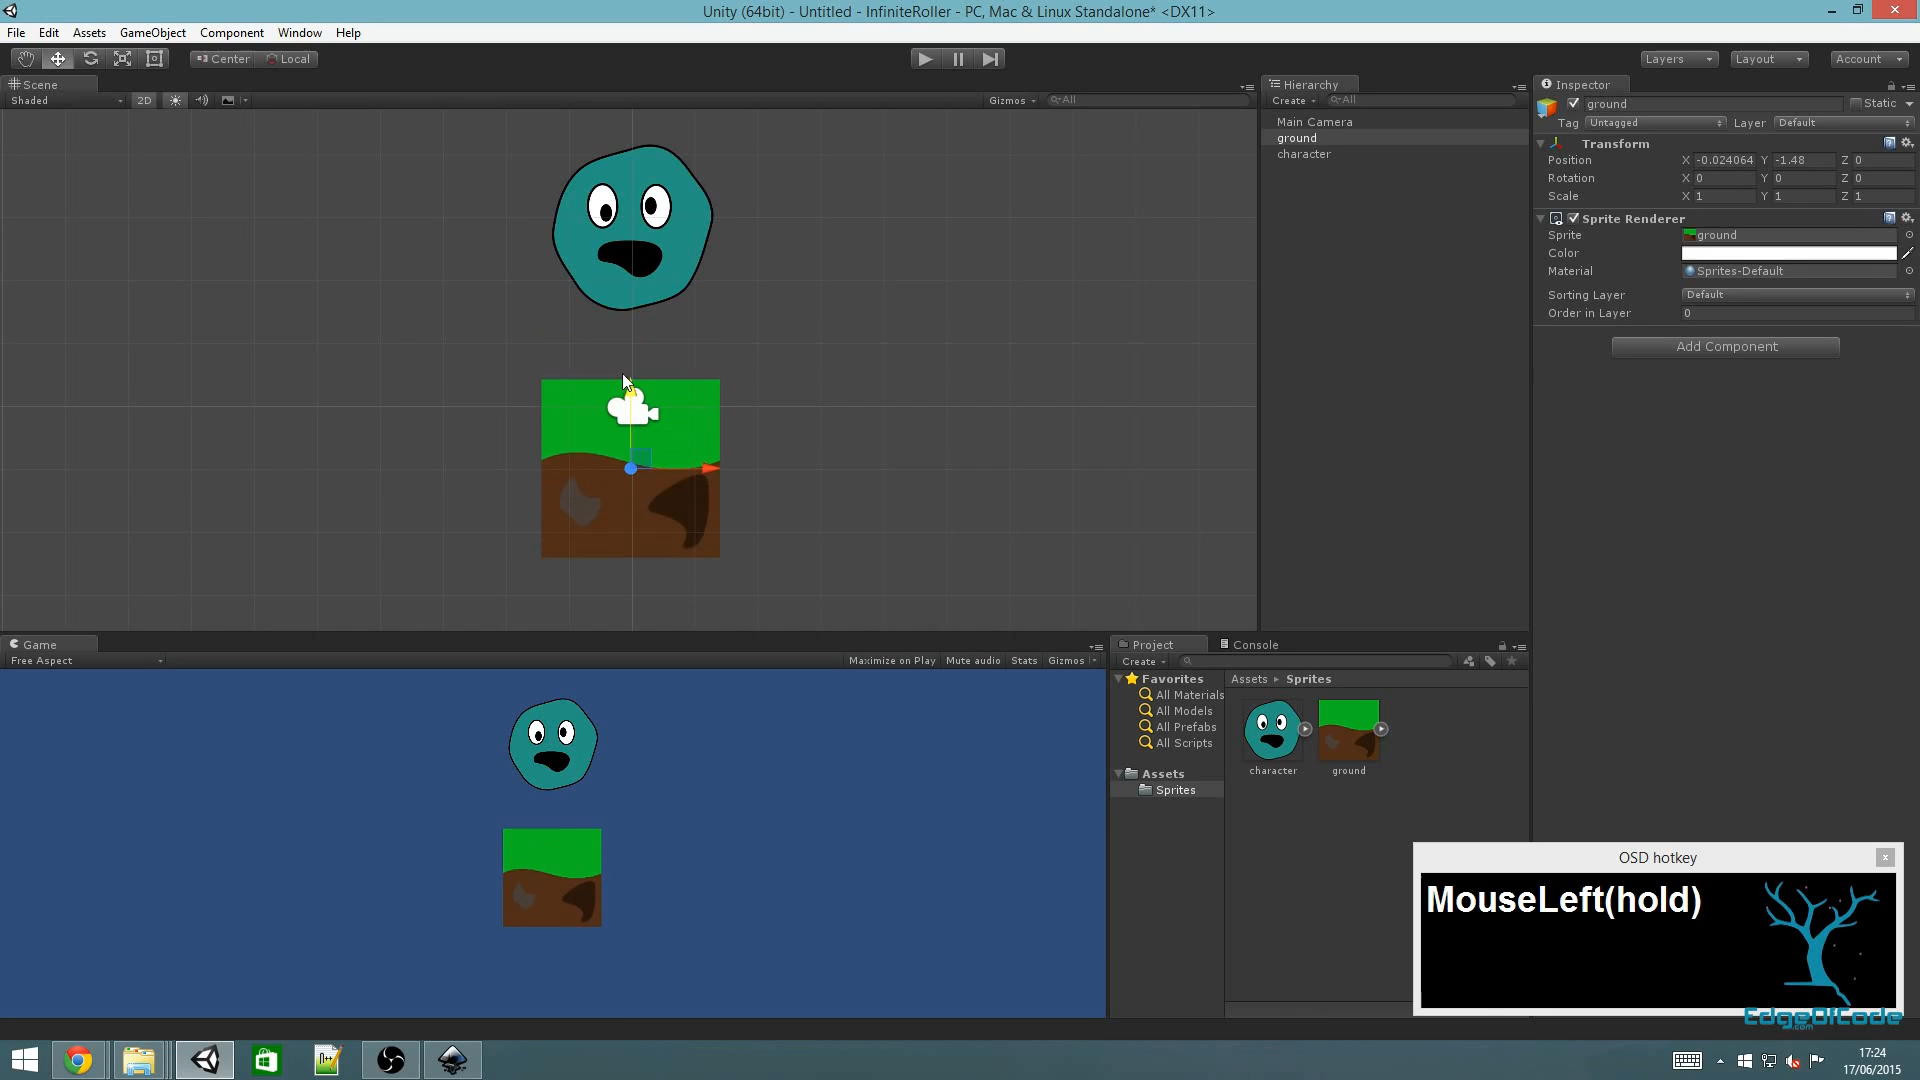 Unity (64bit) - Untitled - InfiniteRoller - PC, Mac & Linux Standalone* <DX11>
File Edit Assets GameObject Component Window Help
Center Local
Layers Layout Account
Scene
Shaded 2D Gizmos All
Hierarchy
Create All
Main Camera
ground
character
Inspector
ground Static
Tag Untagged Layer Default
Transform
Position X -0.024064 Y -1.48 Z 0
Rotation X 0 Y 0 Z 0
Scale X 1 Y 1 Z 1
Sprite Renderer
Sprite ground
Color
Material Sprites-Default
Sorting Layer Default
Order in Layer 0
Add Component
Game
Free Aspect Maximize on Play Mute audio Stats Gizmos
Project Console
Create
Favorites
All Materials
All Models
All Prefabs
All Scripts
Assets
Sprites
Assets Sprites
character ground
OSD hotkey
MouseLeft(hold)
EdgeOfCode
.com
17:24
17/06/2015